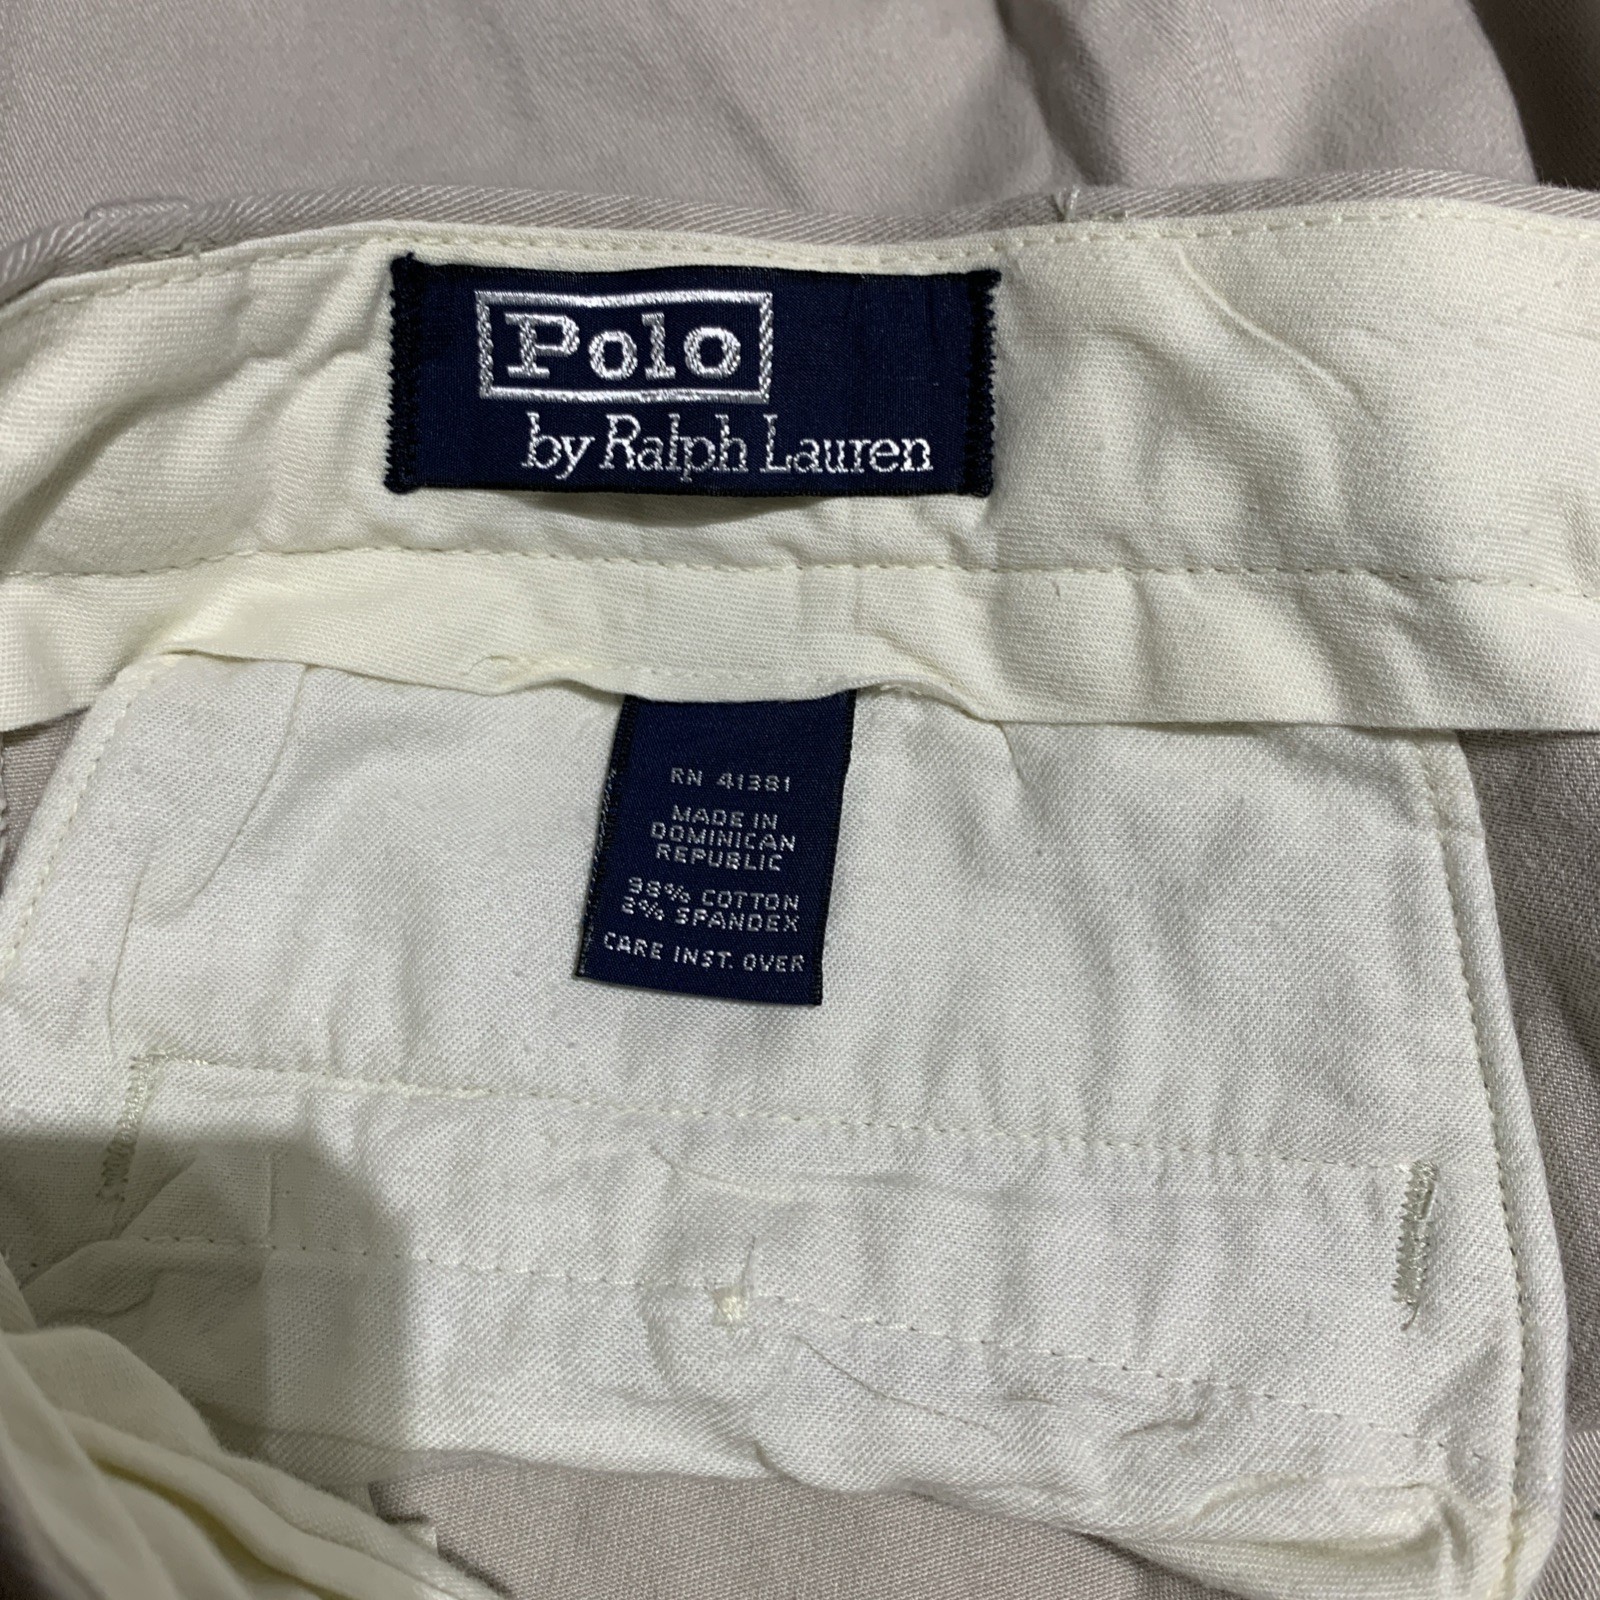 Polo
by Ralph Lauren
RN 41381
MADE IN
DOMINICAN
REPUBLIC
98% COTTON
2% SPANDEX
CARE INST. OVER